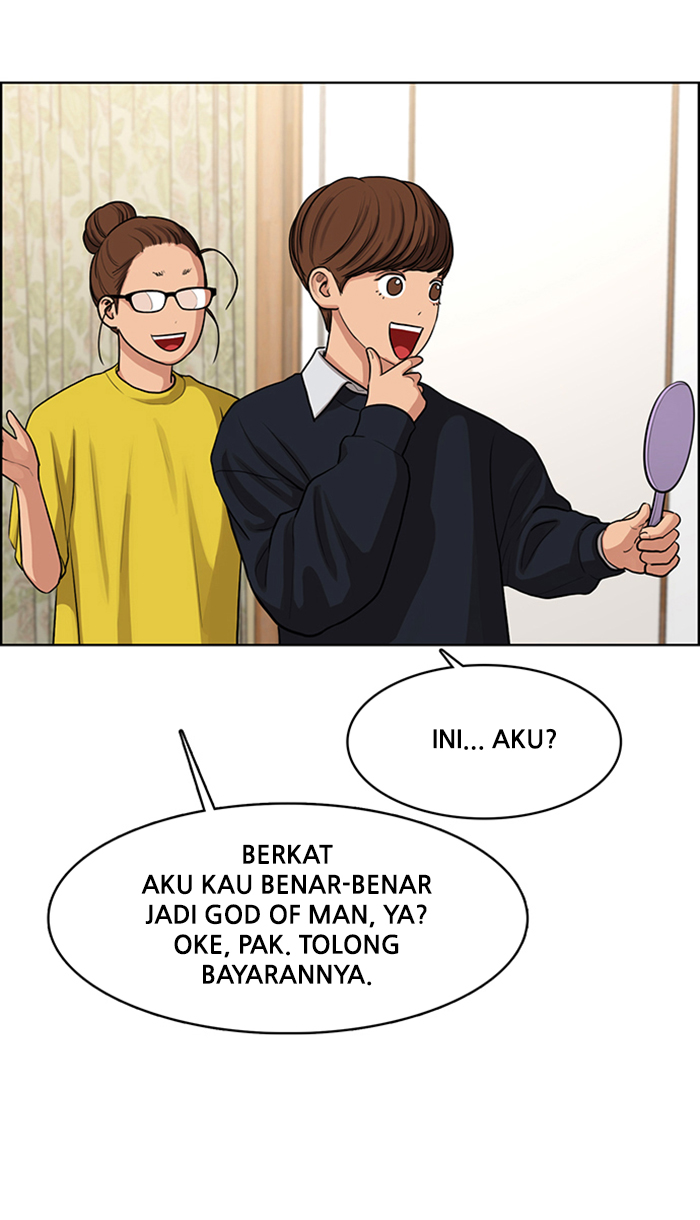 INI... AKU?
BERKAT
AKU KAU BENAR-BENAR
JADI GOD OF MAN, YA?
OKE, PAK. TOLONG
BAYARANNYA.